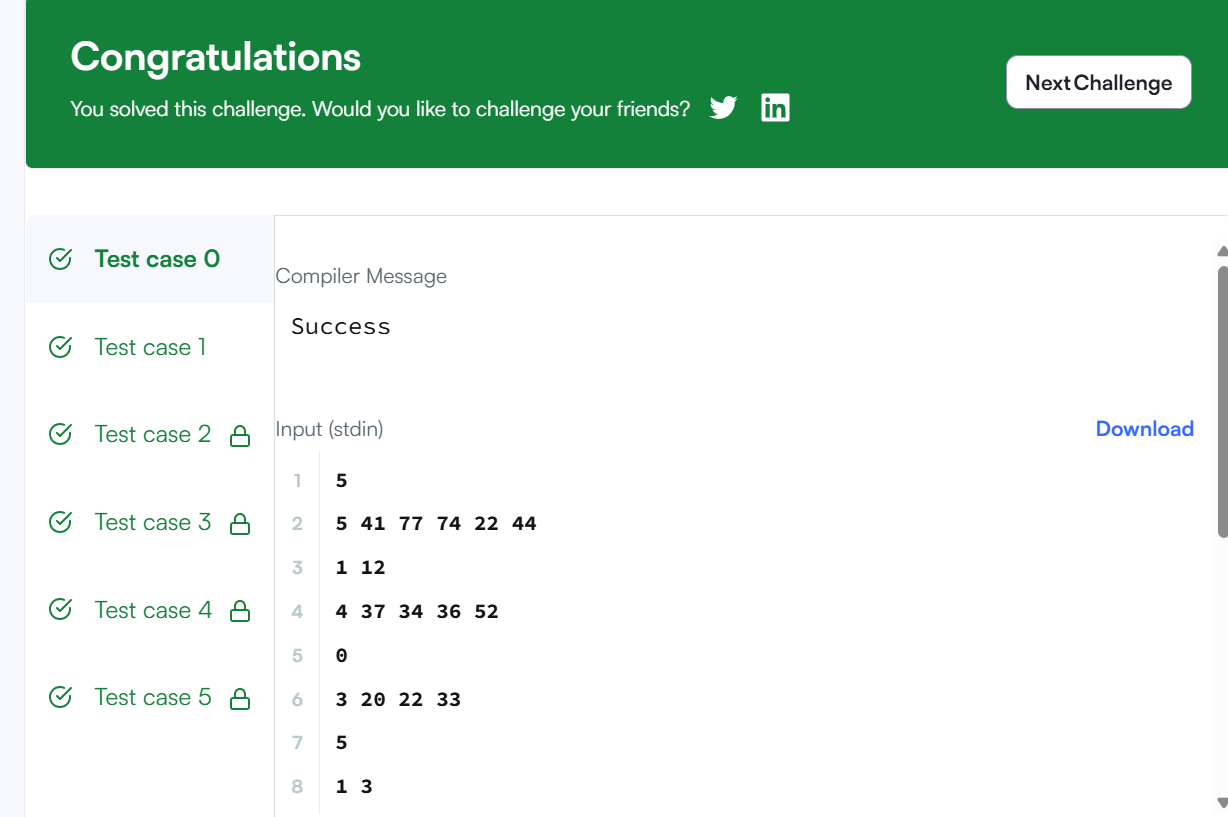 Congratulations
You solved this challenge. Would you like to challenge your friends?
Next Challenge
Test case 0
Test case 1
Test case 2
Test case 3
Test case 4
Test case 5
Compiler Message
Success
Input (stdin)
Download
1 5
2 5 41 77 74 22 44
3 1 12
4 4 37 34 36 52
5 0
6 3 20 22 33
7 5
8 1 3